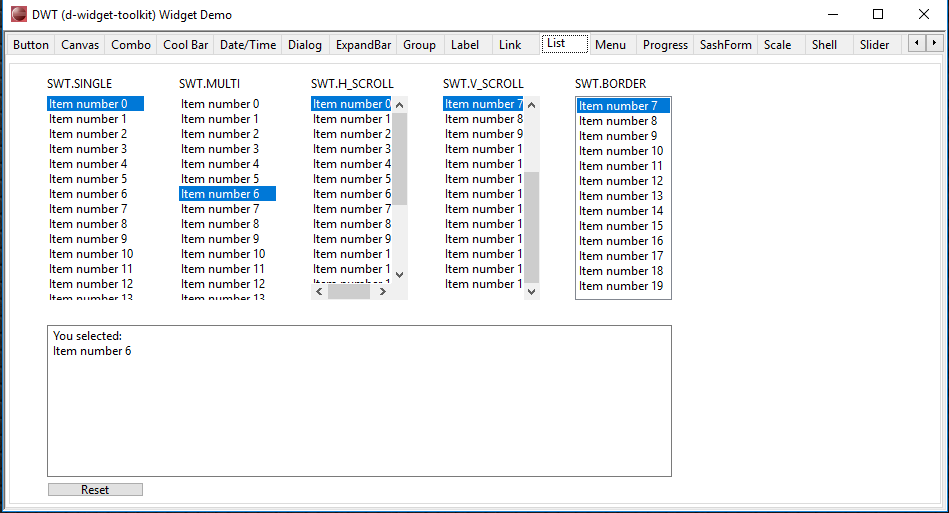 DWT (d-widget-toolkit) Widget Demo
Button Canvas Combo Cool Bar Date/Time Dialog ExpandBar Group Label Link List Menu Progress SashForm Scale Shell Slider
SWT.SINGLE
Item number 0
Item number 1
Item number 2
Item number 3
Item number 4
Item number 5
Item number 6
Item number 7
Item number 8
Item number 9
Item number 10
Item number 11
Item number 12
Item number 13
SWT.MULTI
Item number 0
Item number 1
Item number 2
Item number 3
Item number 4
Item number 5
Item number 6
Item number 7
Item number 8
Item number 9
Item number 10
Item number 11
Item number 12
Item number 13
SWT.H_SCROLL
Item number 0
Item number 1
Item number 2
Item number 3
Item number 4
Item number 5
Item number 6
Item number 7
Item number 8
Item number 9
Item number 1
Item number 1
Item number 1
SWT.V_SCROLL
Item number 7
Item number 8
Item number 9
Item number 1
Item number 1
Item number 1
Item number 1
Item number 1
Item number 1
Item number 1
Item number 1
Item number 1
Item number 1
SWT.BORDER
Item number 7
Item number 8
Item number 9
Item number 10
Item number 11
Item number 12
Item number 13
Item number 14
Item number 15
Item number 16
Item number 17
Item number 18
Item number 19
You selected:
Item number 6
Reset